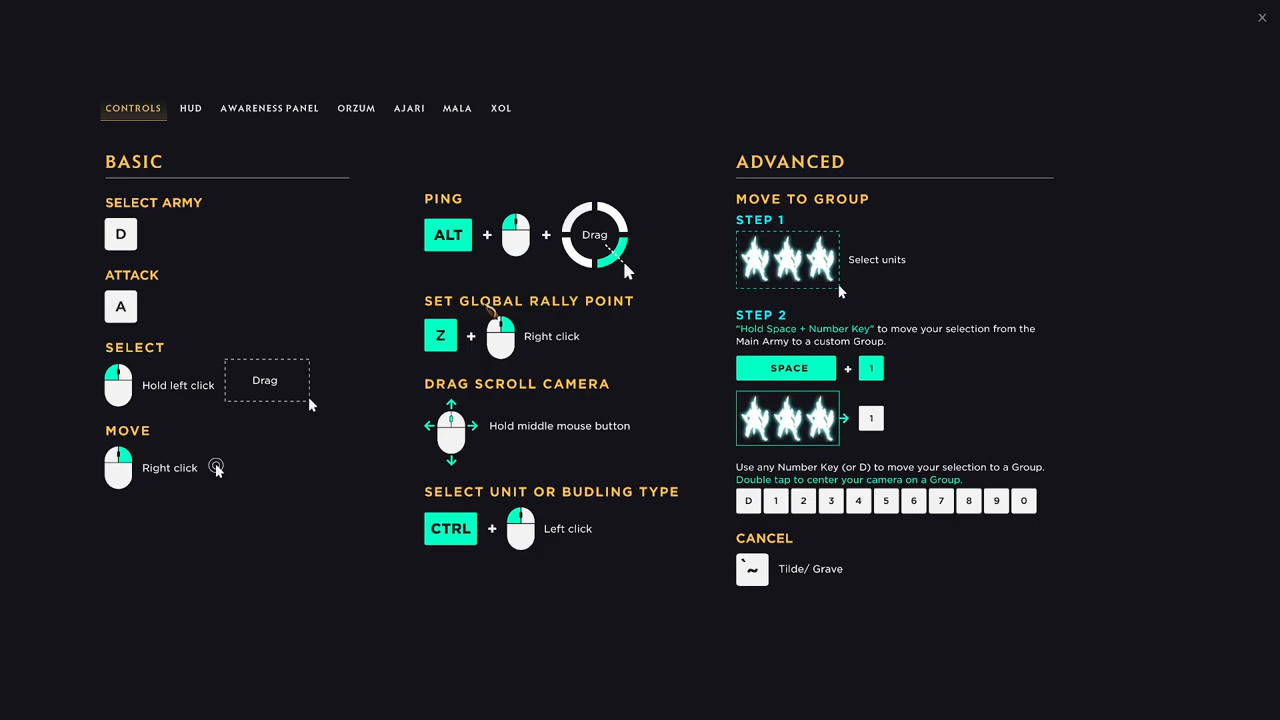 X
CONTROLS HUD AWARENESS PANEL ORZUM AJARI MALA XOL
BASIC
SELECT ARMY
D
ATTACK
A
SELECT
Hold left click
Drag
MOVE
Right click
PING
ALT + + Drag
SET GLOBAL RALLY POINT
Z + Right click
DRAG SCROLL CAMERA
Hold middle mouse button
SELECT UNIT OR BUDLING TYPE
CTRL + Left click
ADVANCED
MOVE TO GROUP
STEP 1
Select units
STEP 2
“Hold Space + Number Key” to move your selection from the
Main Army to a custom Group.
SPACE + 1
1
Use any Number Key (or D) to move your selection to a Group.
Double tap to center your camera on a Group.
D 1 2 3 4 5 6 7 8 9 0
CANCEL
`~ Tilde/ Grave